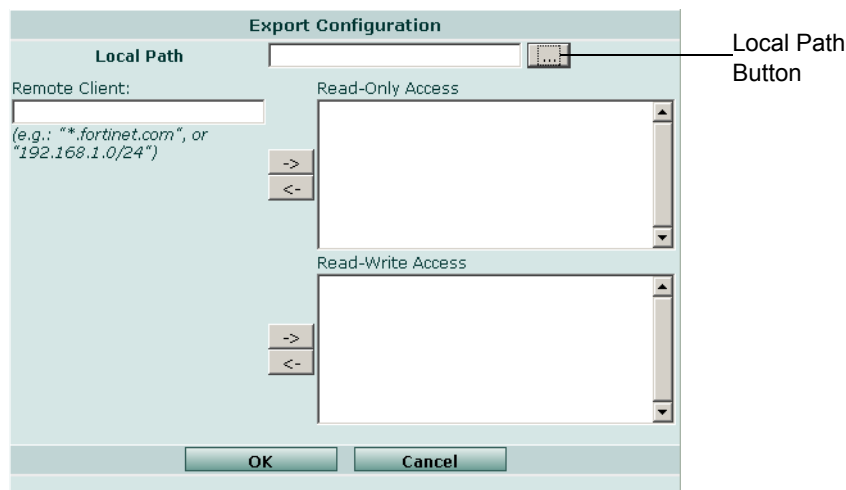 Export Configuration
Local Path
...
Local Path
Button
Remote Client:
(e.g.: "*.fortinet.com", or
"192.168.1.0/24")
Read-Only Access
->
<-
Read-Write Access
->
<-
OK
Cancel